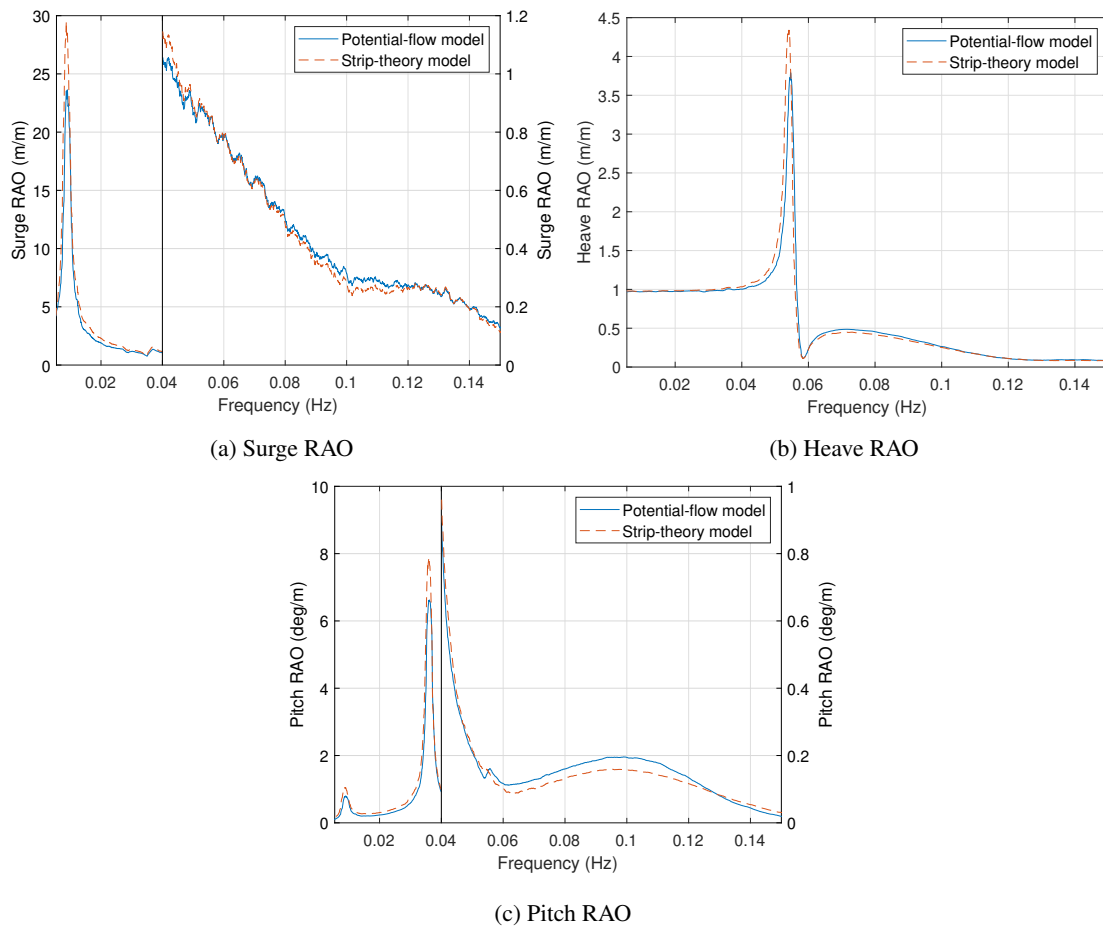 30
25
20
15
10
5
0
1.2
1
0.8
0.6
0.4
0.2
0
0.02 0.04 0.06 0.08 0.1 0.12 0.14
Surge RAO (m/m)
Surge RAO (m/m)
Frequency (Hz)
Potential-flow model
Strip-theory model
(a) Surge RAO
4.5
4
3.5
3
2.5
2
1.5
1
0.5
0
0.02 0.04 0.06 0.08 0.1 0.12 0.14
Heave RAO (m/m)
Frequency (Hz)
Potential-flow model
Strip-theory model
(b) Heave RAO
10
8
6
4
2
0
1
0.8
0.6
0.4
0.2
0
0.02 0.04 0.06 0.08 0.1 0.12 0.14
Pitch RAO (deg/m)
Pitch RAO (deg/m)
Frequency (Hz)
Potential-flow model
Strip-theory model
(c) Pitch RAO